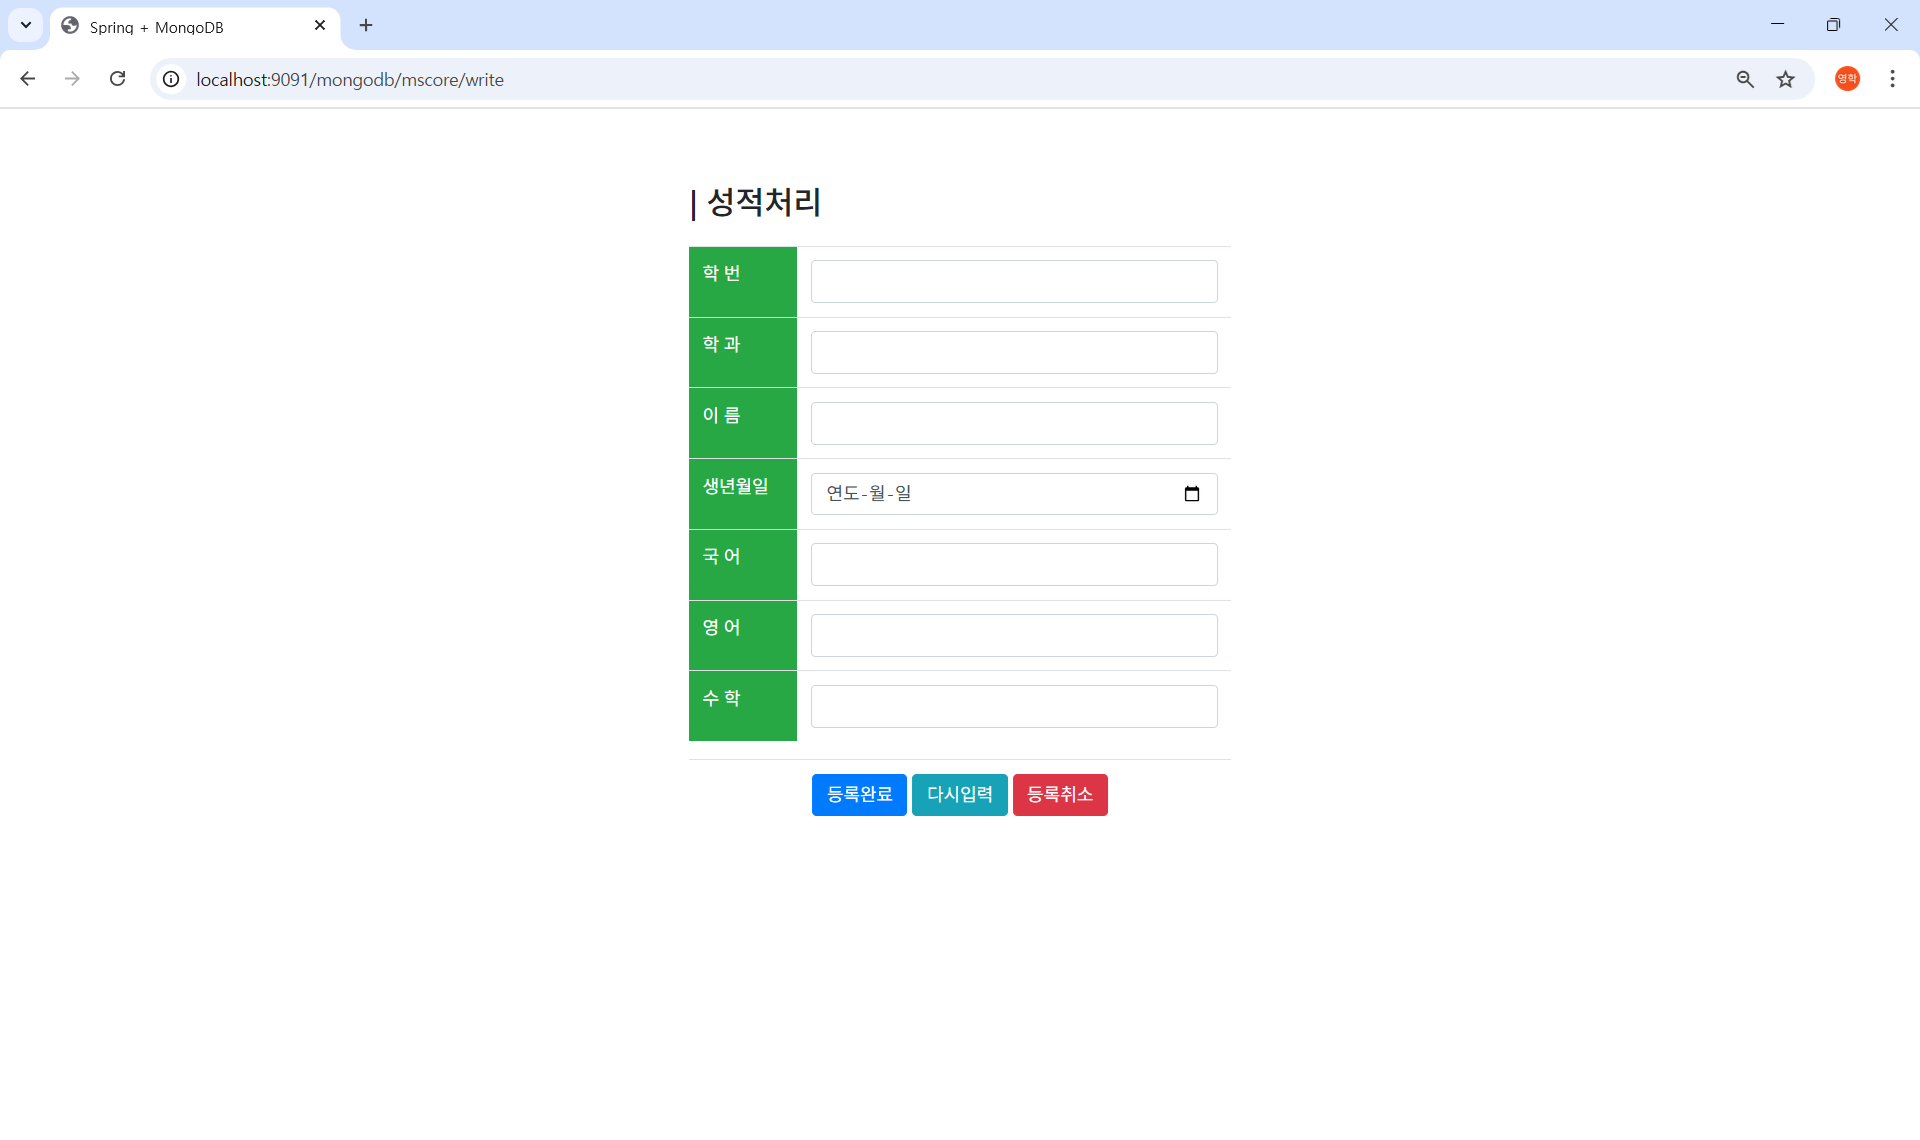 Spring + MongoDB
localhost:9091/mongodb/mscore/write
영학
| 성적처리
학 번
학 과
이 름
생년월일
연도-월-일
국 어
영 어
수 학
등록완료 다시입력 등록취소